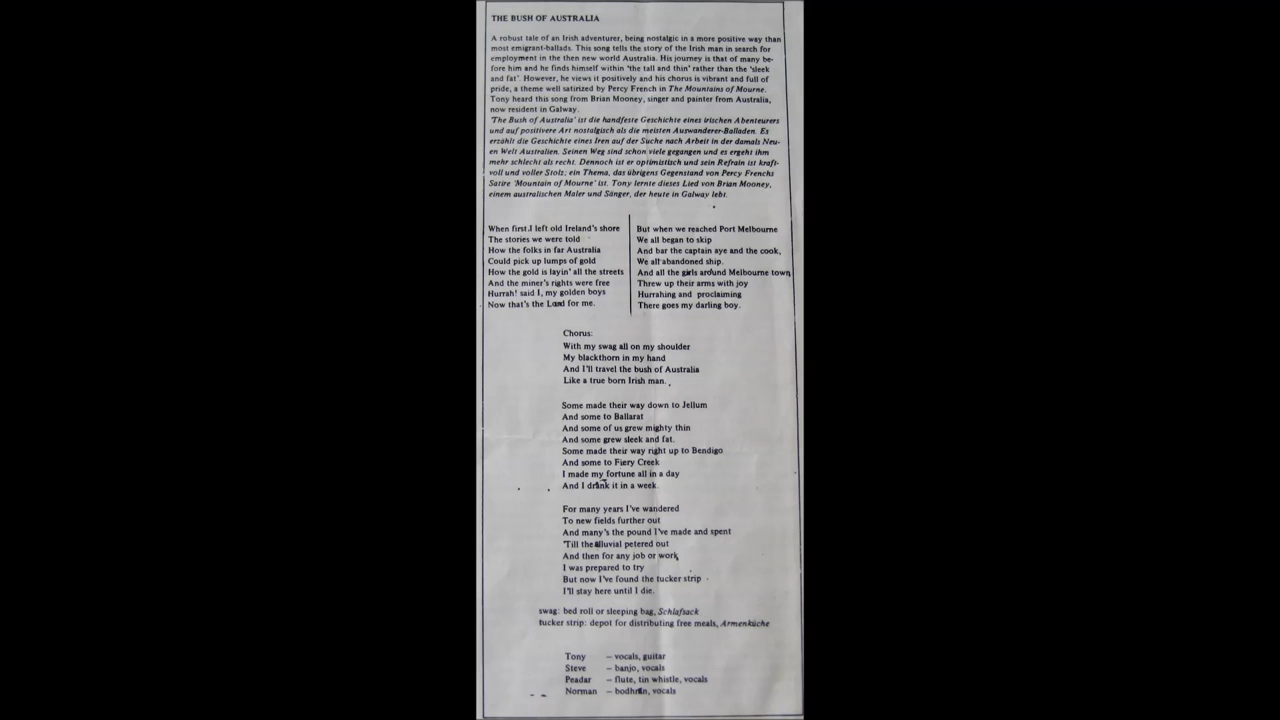 THE BUSH OF AUSTRALIA
A robust tale of an Irish adventurer, being nostalgic in a more positive way than
most emigrant-ballads. This song tells the story of the Irish man in search for
employment in the then new world Australia. His journey is that of many be-
fore him and he finds himself within 'the tall and thin' rather than the 'sleek
and fat'. However, he views it positively and his chorus is vibrant and full of
pride, a theme well satirized by Percy French in The Mountains of Mourne.
Tony heard this song from Brian Mooney, singer and painter from Australia,
now resident in Galway.
'The Bush of Australia' ist die handfeste Geschichte eines irischen Abenteurers
und auf positivere Art nostalgisch als die meisten Auswanderer-Balladen. Es
erzählt die Geschichte eines Iren auf der Suche nach Arbeit in der damals Neu-
en Welt Australien. Seinen Weg sind schon viele gegangen und es ergeht ihm
mehr schlecht als recht. Dennoch ist er optimistisch und sein Refrain ist kraft-
voll und voller Stolz; ein Thema, das übrigens Gegenstand von Percy Frenchs
Satire 'Mountain of Mourne' ist. Tony lernte dieses Lied von Brian Mooney,
einem australischen Maler und Sänger, der heute in Galway lebt.
When first I left old Ireland's shore
The stories we were told
How the folks in far Australia
Could pick up lumps of gold
How the gold is layin' all the streets
And the miner's rights were free
Hurrah! said I, my golden boys
Now that's the Land for me.
But when we reached Port Melbourne
We all began to skip
And bar the captain aye and the cook,
We all abandoned ship.
And all the girls around Melbourne town
Threw up their arms with joy
Hurrahing and proclaiming
There goes my darling boy.
Chorus:
With my swag all on my shoulder
My blackthorn in my hand
And I'll travel the bush of Australia
Like a true born Irish man.
Some made their way down to Jellum
And some to Ballarat
And some of us grew mighty thin
And some grew sleek and fat.
Some made their way right up to Bendigo
And some to Fiery Creek
I made my fortune all in a day
And I drank it in a week.
For many years I've wandered
To new fields further out
And many's the pound I've made and spent
'Till the alluvial petered out
And then for any job or work
I was prepared to try
But now I've found the tucker strip
I'll stay here until I die.
swag: bed roll or sleeping bag, Schlafsack
tucker strip: depot for distributing free meals, Armenküche
Tony – vocals, guitar
Steve – banjo, vocals
Peadar – flute, tin whistle, vocals
Norman – bodhrán, vocals